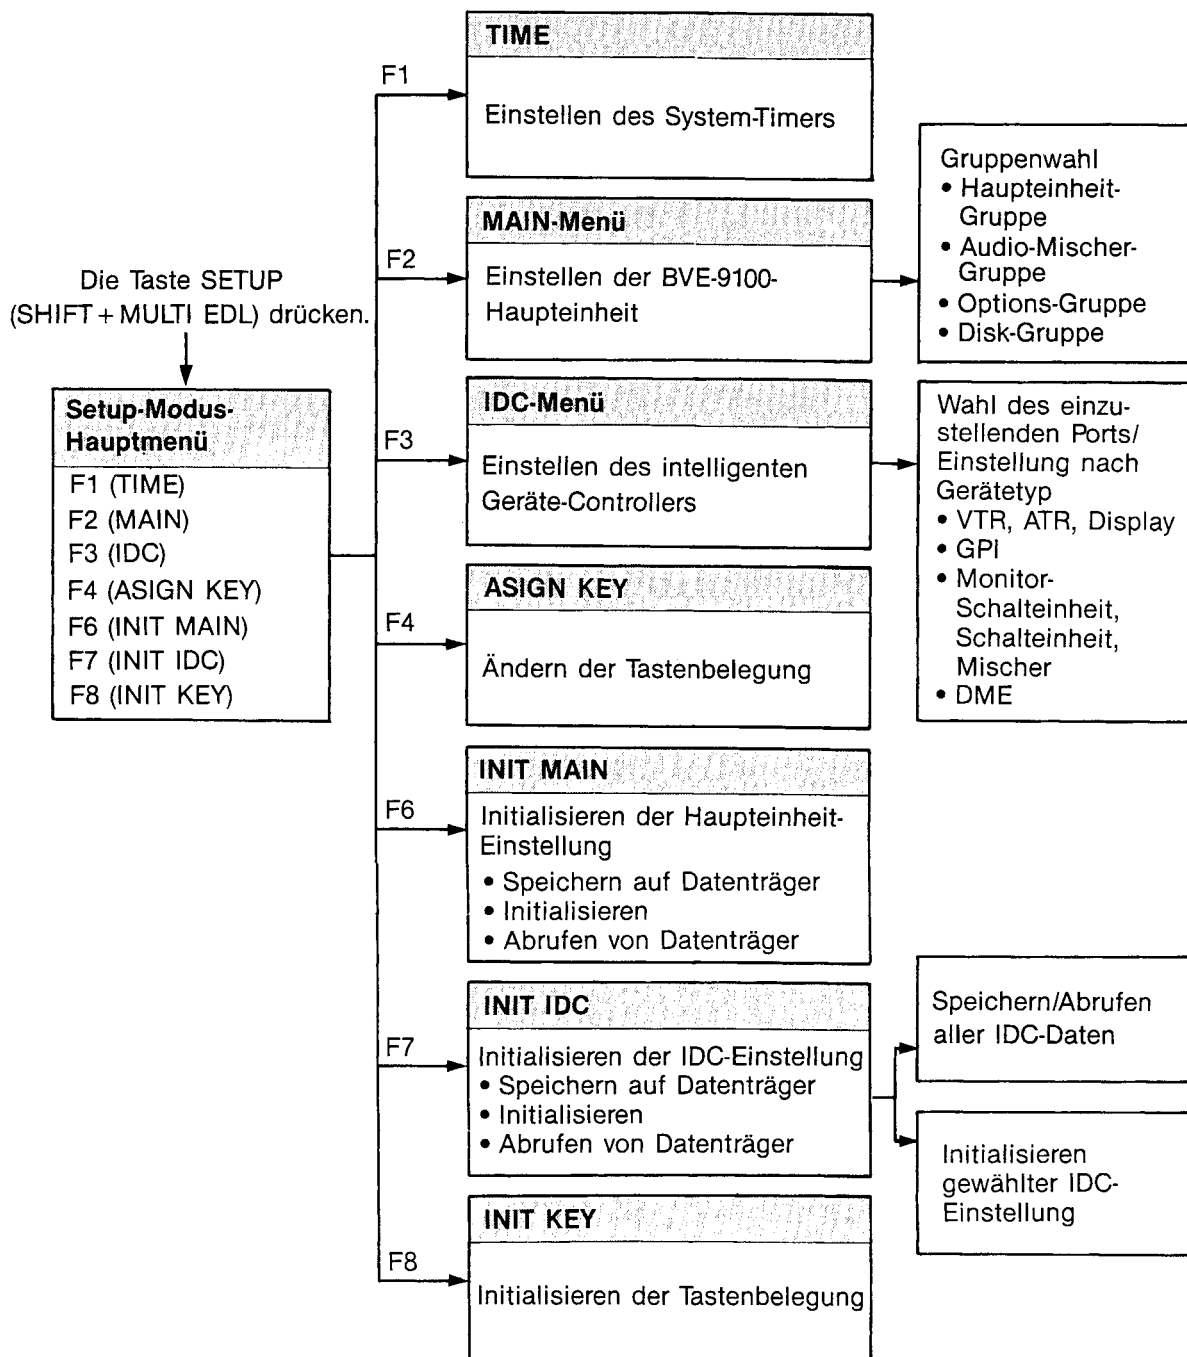 Die Taste SETUP
(SHIFT + MULTI EDL) drücken.
Setup-Modus-
Hauptmenü
F1 (TIME)
F2 (MAIN)
F3 (IDC)
F4 (ASIGN KEY)
F6 (INIT MAIN)
F7 (INIT IDC)
F8 (INIT KEY)
F1
TIME
Einstellen des System-Timers
F2
MAIN-Menü
Einstellen der BVE-9100-
Haupteinheit
Gruppenwahl
• Haupteinheit-
Gruppe
• Audio-Mischer-
Gruppe
• Options-Gruppe
• Disk-Gruppe
F3
IDC-Menü
Einstellen des intelligenten
Geräte-Controllers
Wahl des einzu-
stellenden Ports/
Einstellung nach
Gerätetyp
• VTR, ATR, Display
• GPI
• Monitor-
Schalteinheit,
Schalteinheit,
Mischer
• DME
F4
ASIGN KEY
Ändern der Tastenbelegung
F6
INIT MAIN
Initialisieren der Haupteinheit-
Einstellung
• Speichern auf Datenträger
• Initialisieren
• Abrufen von Datenträger
F7
INIT IDC
Initialisieren der IDC-Einstellung
• Speichern auf Datenträger
• Initialisieren
• Abrufen von Datenträger
Speichern/Abrufen
aller IDC-Daten
Initialisieren
gewählter IDC-
Einstellung
F8
INIT KEY
Initialisieren der Tastenbelegung